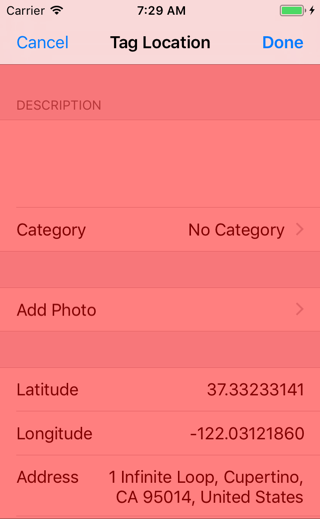 Carrier 7:29 AM
Cancel Tag Location Done
DESCRIPTION
Category No Category
Add Photo
Latitude 37.33233141
Longitude -122.03121860
Address 1 Infinite Loop, Cupertino,
CA 95014, United States